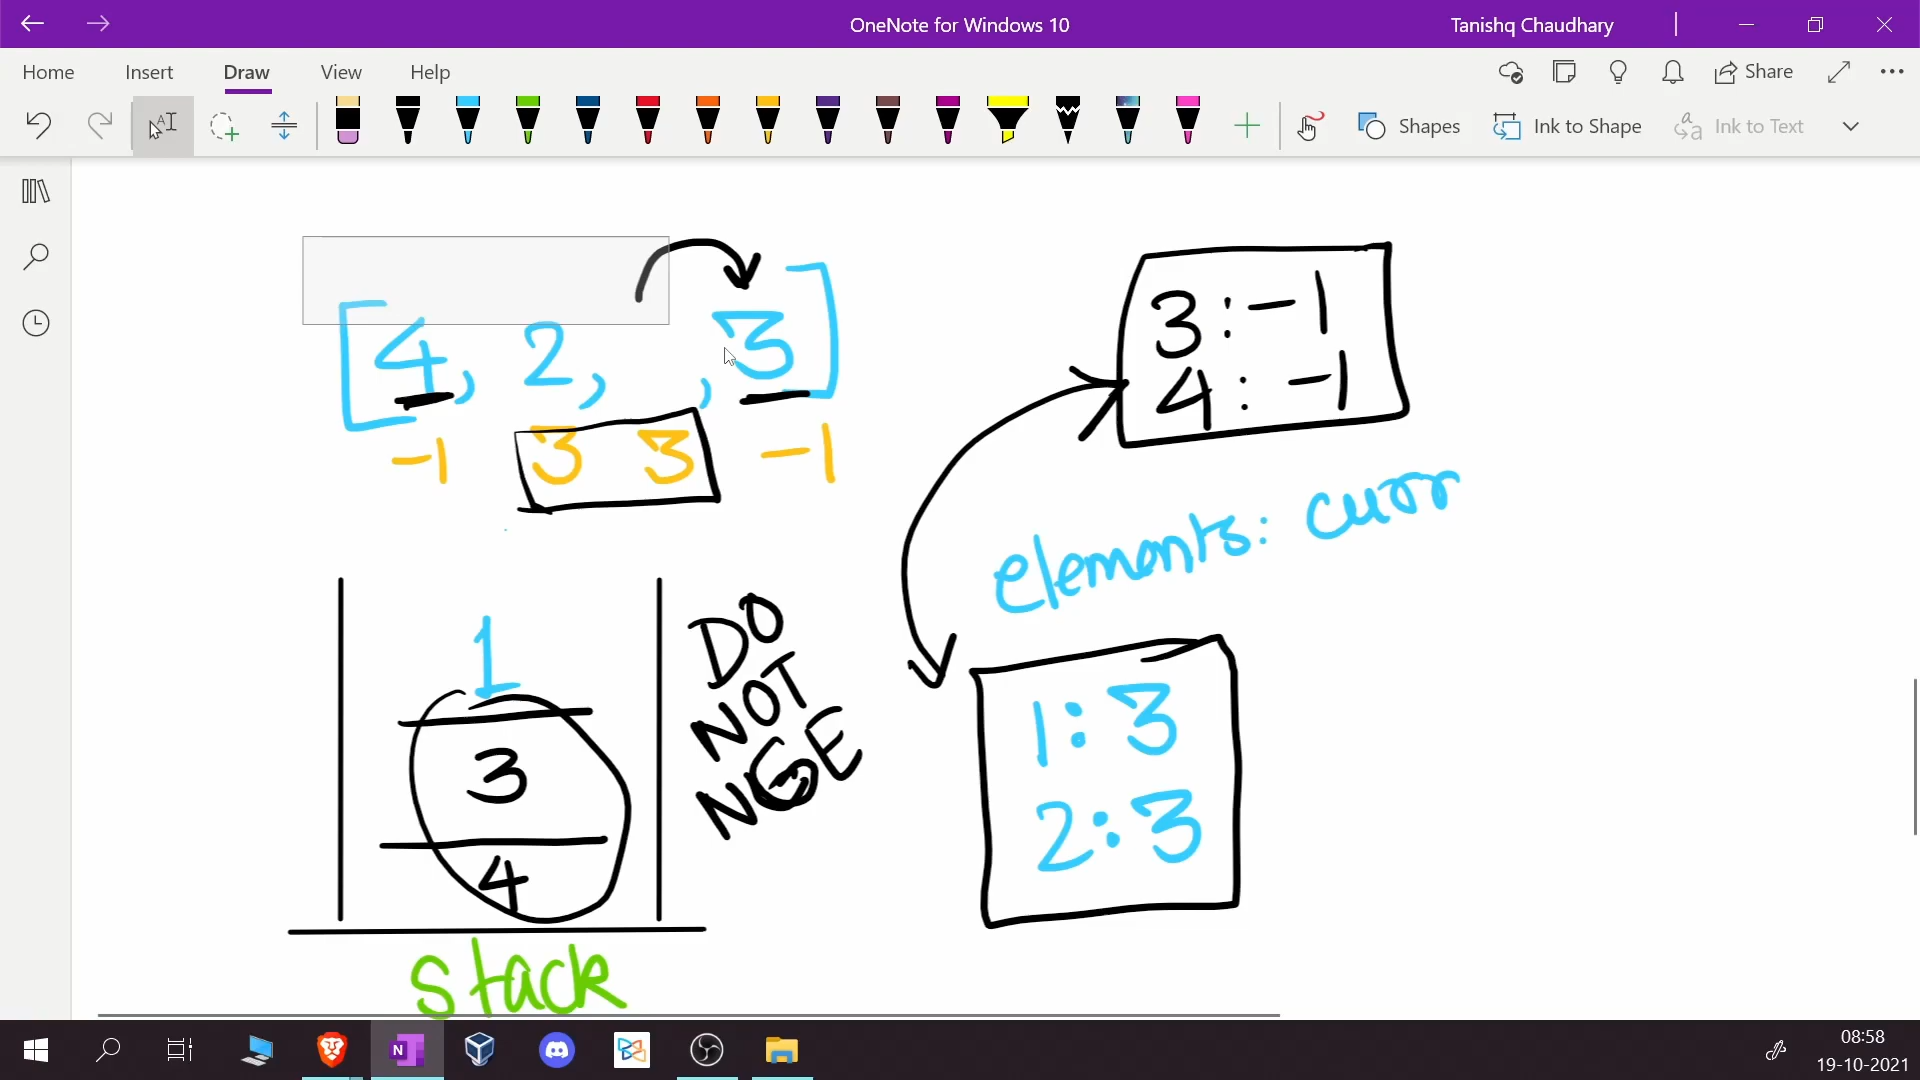 OneNote for Windows 10
Tanishq Chaudhary
Home Insert Draw View Help
Share
Shapes Ink to Shape Ink to Text
[4, 2, , 3]
-1 3 3 -1
3:-1
4:-1
elements: curr
1
3
4
DO
NOT
NGE
stack
1:3
2:3
08:58
19-10-2021